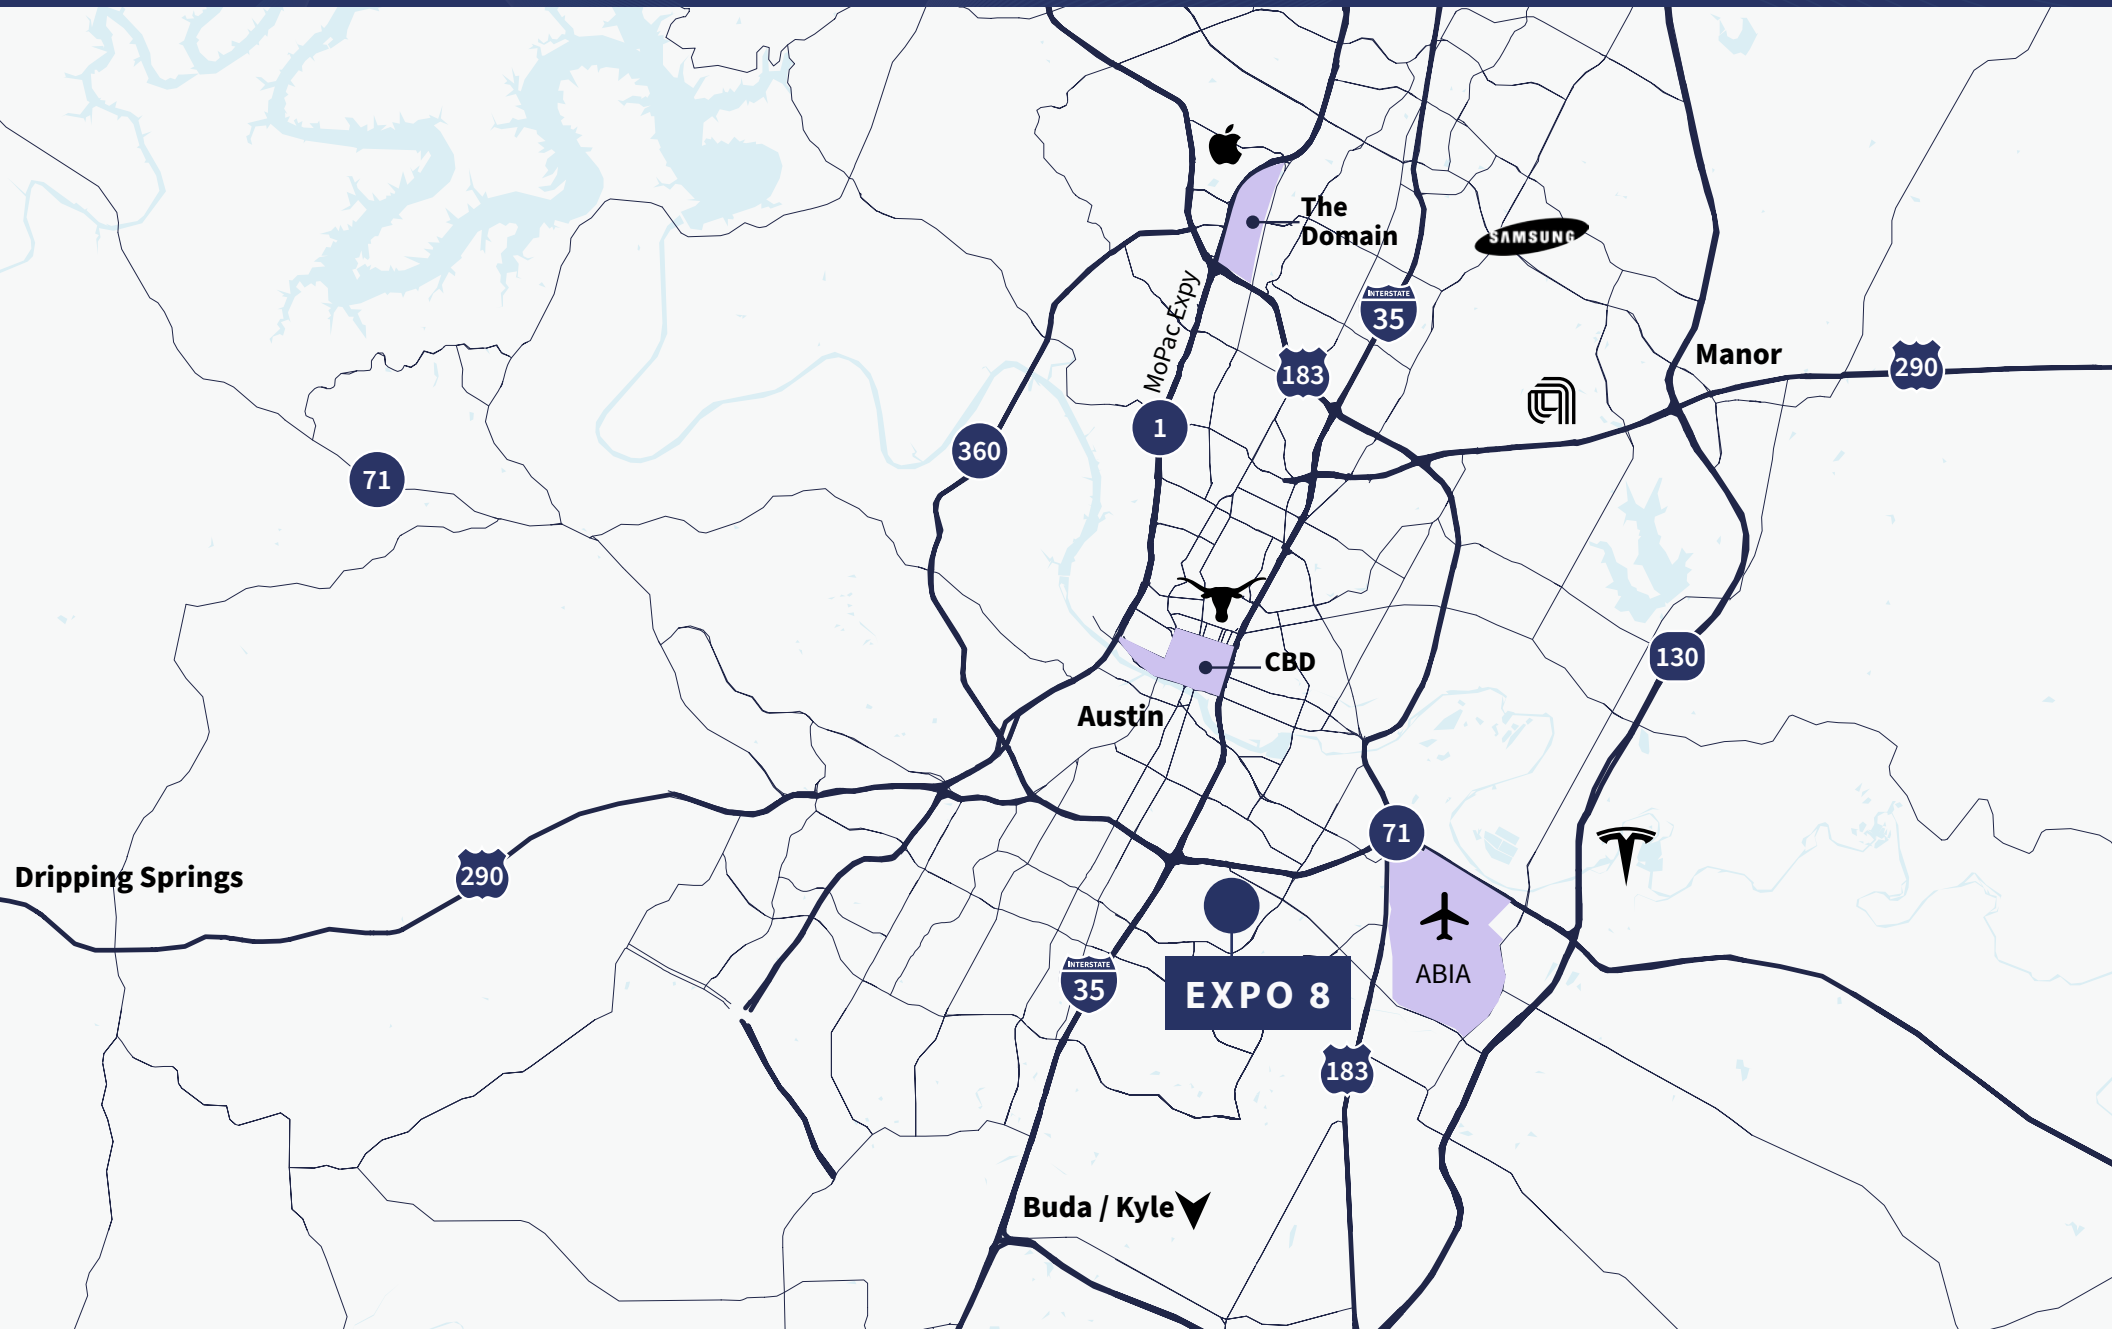 The
Domain
SAMSUNG
MoPac Expy
INTERSTATE
35
183
Manor
290
1
360
71
CBD
130
Austin
71
Dripping Springs
290
ABIA
INTERSTATE
35
EXPO 8
183
Buda / Kyle